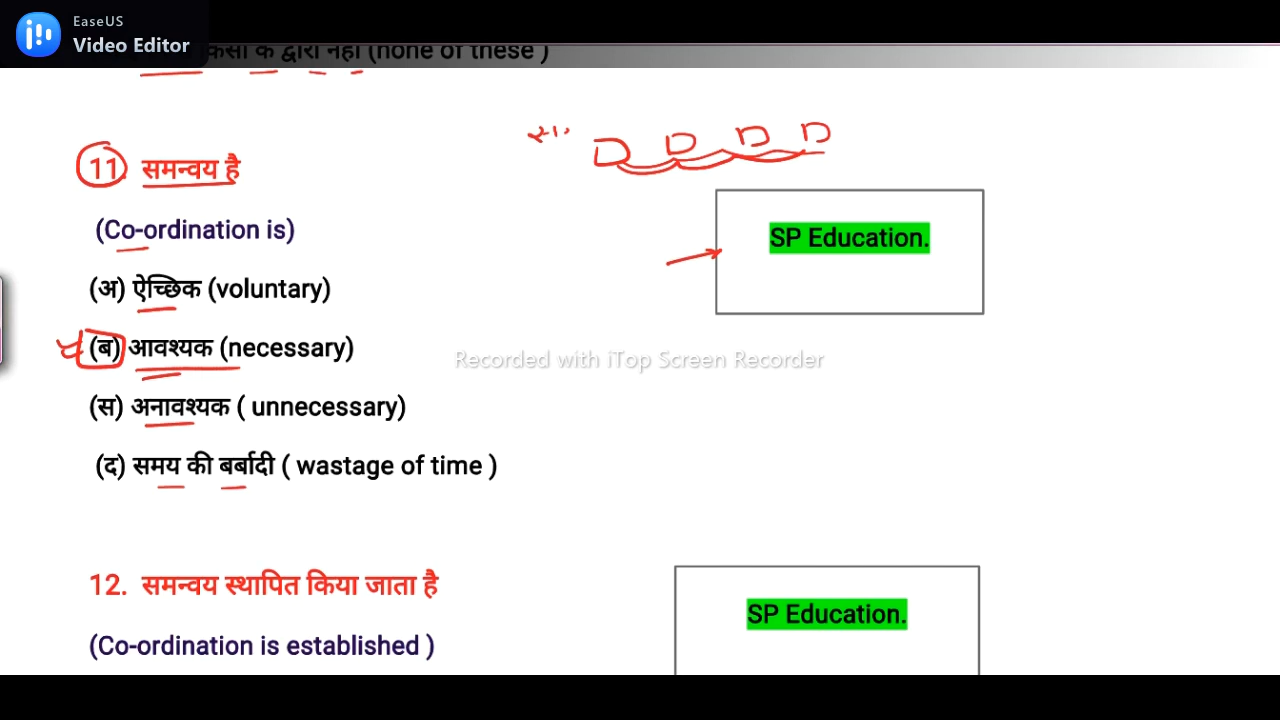 EaseUS
Video Editor
के द्वारा नहीं (none of these )
11. समन्वय है
(Co-ordination is)
SP Education.
(अ) ऐच्छिक (voluntary)
(ब) आवश्यक (necessary)
Recorded with iTop Screen Recorder
(स) अनावश्यक ( unnecessary)
(द) समय की बर्बादी ( wastage of time )
12. समन्वय स्थापित किया जाता है
SP Education.
(Co-ordination is established )